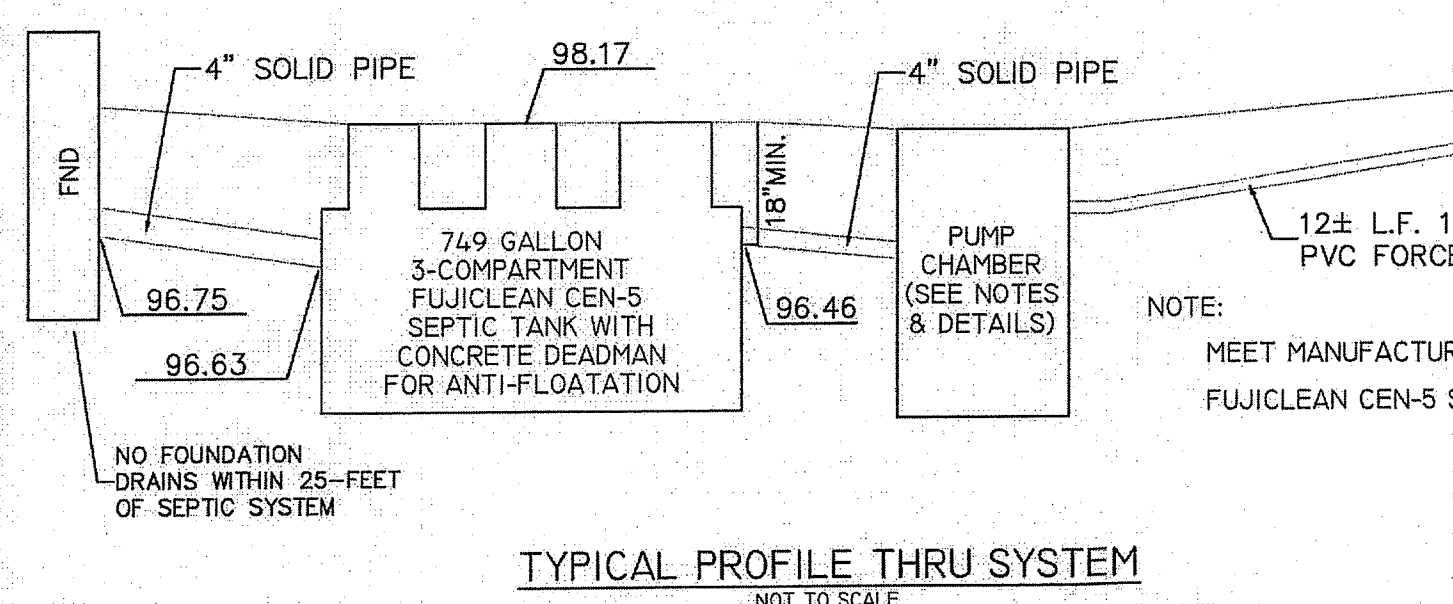 4" SOLID PIPE
98.17
4" SOLID PIPE
FND
18"MIN.
749 GALLON
3-COMPARTMENT
FUJICLEAN CEN-5
SEPTIC TANK WITH
CONCRETE DEADMAN
FOR ANTI-FLOATATION
PUMP
CHAMBER
(SEE NOTES
& DETAILS)
12± L.F. 1
PVC FORCE
96.75
96.63
96.46
NOTE:
MEET MANUFACTUR
FUJICLEAN CEN-5 S
NO FOUNDATION
DRAINS WITHIN 25-FEET
OF SEPTIC SYSTEM
TYPICAL PROFILE THRU SYSTEM
NOT TO SCALE